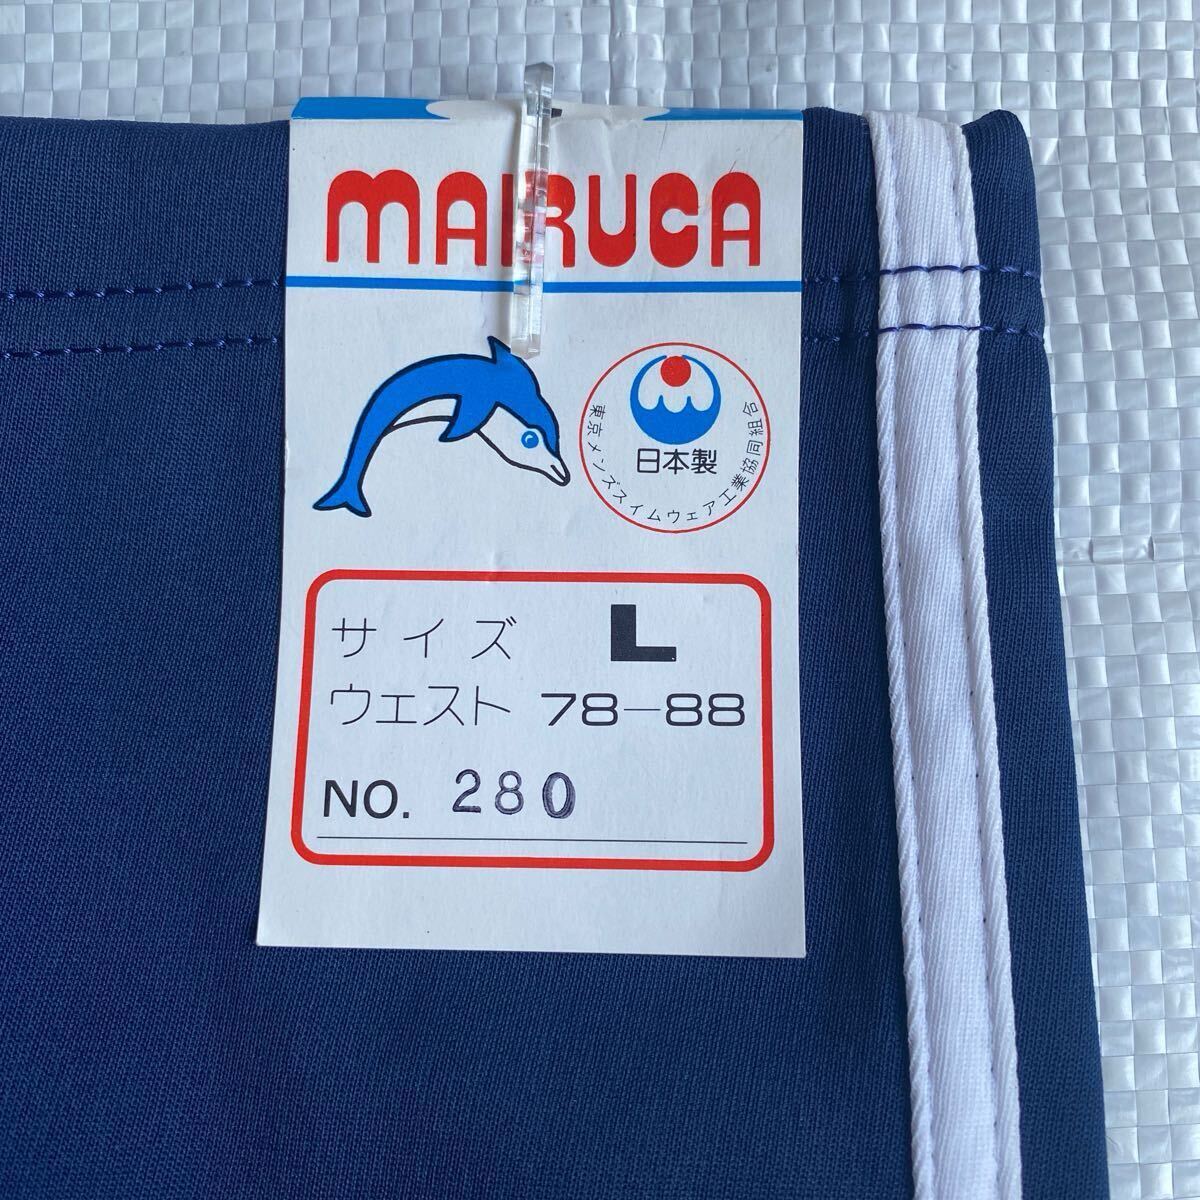 MARUCA
日本製
東京メンズスイムウェア工業協同組合
サイズ L
ウエスト 78-88
NO. 280